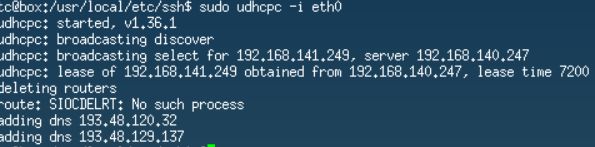 tc@box:/usr/local/etc/ssh$ sudo udhcpc -i eth0
udhcpc: started, v1.36.1
udhcpc: broadcasting discover
udhcpc: broadcasting select for 192.168.141.249, server 192.168.140.247
udhcpc: lease of 192.168.141.249 obtained from 192.168.140.247, lease time 7200
deleting routers
route: SIOCDELRT: No such process
adding dns 193.48.120.32
adding dns 193.48.129.137